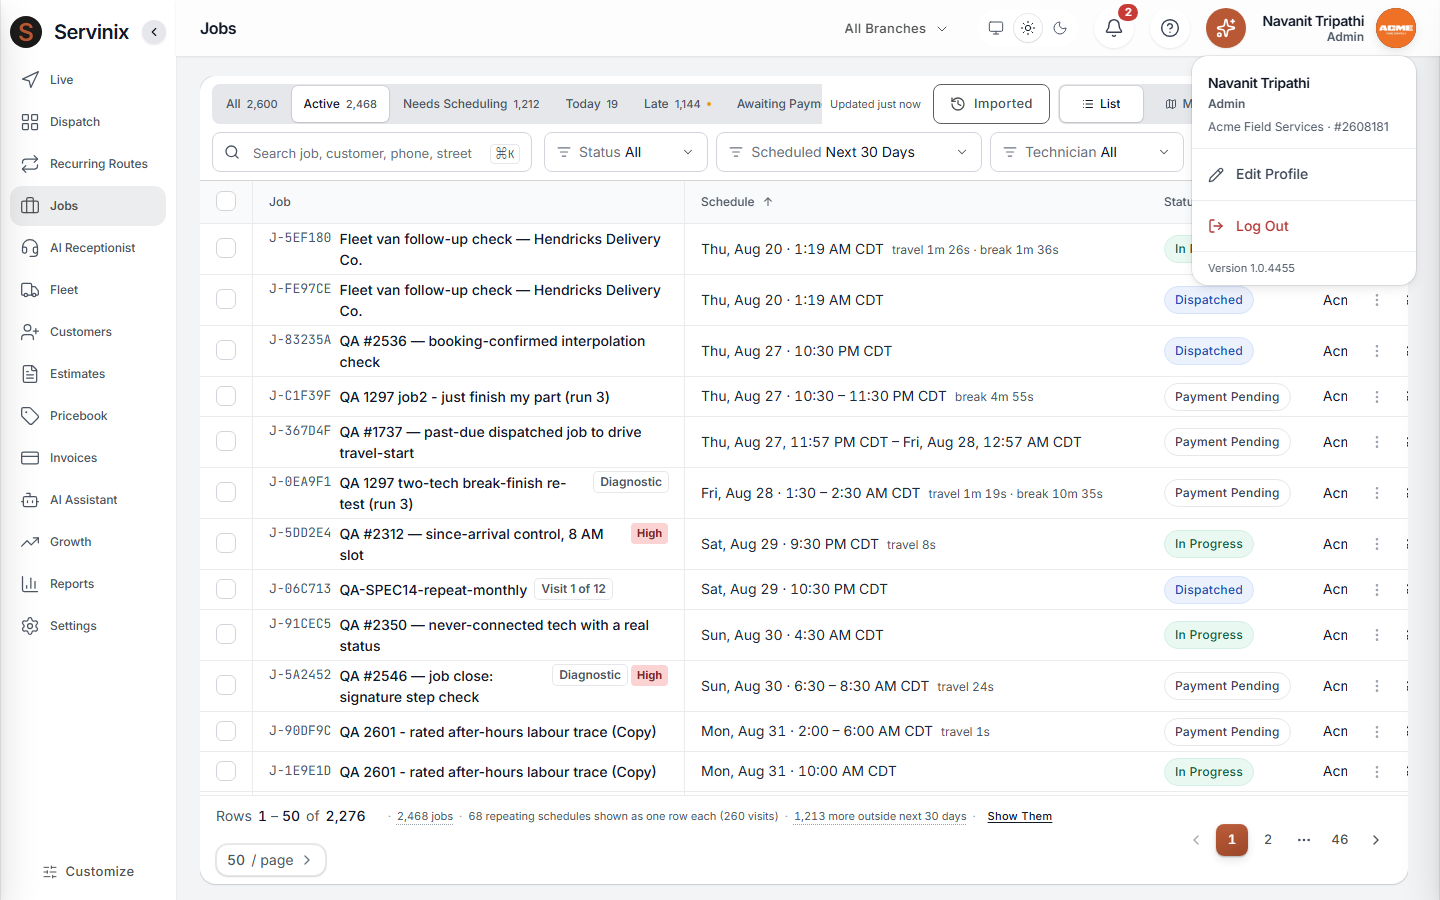 Servinix
Live
Dispatch
Recurring Routes
Jobs
AI Receptionist
Fleet
Customers
Estimates
Pricebook
Invoices
AI Assistant
Growth
Reports
Settings
Customize
Jobs
All Branches
2
Navanit Tripathi
Admin
ACME
Navanit Tripathi
Admin
Acme Field Services · #2608181
Edit Profile
Log Out
Version 1.0.4455
All 2,600 Active 2,468 Needs Scheduling 1,212 Today 19 Late 1,144 • Awaiting Paym Updated just now Imported List M
Search job, customer, phone, street ⌘K Status All Scheduled Next 30 Days Technician All
Job Schedule ↑ Statu
J-5EF180 Fleet van follow-up check — Hendricks Delivery Co. Thu, Aug 20 · 1:19 AM CDT travel 1m 26s · break 1m 36s In
J-FE97CE Fleet van follow-up check — Hendricks Delivery Co. Thu, Aug 20 · 1:19 AM CDT Dispatched Acn
J-83235A QA #2536 — booking-confirmed interpolation check Thu, Aug 27 · 10:30 PM CDT Dispatched Acn
J-C1F39F QA 1297 job2 - just finish my part (run 3) Thu, Aug 27 · 10:30 – 11:30 PM CDT break 4m 55s Payment Pending Acn
J-367D4F QA #1737 — past-due dispatched job to drive travel-start Thu, Aug 27, 11:57 PM CDT – Fri, Aug 28, 12:57 AM CDT Payment Pending Acn
J-0EA9F1 QA 1297 two-tech break-finish re-test (run 3) Diagnostic Fri, Aug 28 · 1:30 – 2:30 AM CDT travel 1m 19s · break 10m 35s Payment Pending Acn
J-5DD2E4 QA #2312 — since-arrival control, 8 AM slot High Sat, Aug 29 · 9:30 PM CDT travel 8s In Progress Acn
J-06C713 QA-SPEC14-repeat-monthly Visit 1 of 12 Sat, Aug 29 · 10:30 PM CDT Dispatched Acn
J-91CEC5 QA #2350 — never-connected tech with a real status Sun, Aug 30 · 4:30 AM CDT In Progress Acn
J-5A2452 QA #2546 — job close: signature step check Diagnostic High Sun, Aug 30 · 6:30 – 8:30 AM CDT travel 24s Payment Pending Acn
J-90DF9C QA 2601 - rated after-hours labour trace (Copy) Mon, Aug 31 · 2:00 – 6:00 AM CDT travel 1s Payment Pending Acn
J-1E9E1D QA 2601 - rated after-hours labour trace (Copy) Mon, Aug 31 · 10:00 AM CDT In Progress Acn
Rows 1 – 50 of 2,276 · 2,468 jobs · 68 repeating schedules shown as one row each (260 visits) · 1,213 more outside next 30 days · Show Them
50 / page
1 2 ••• 46